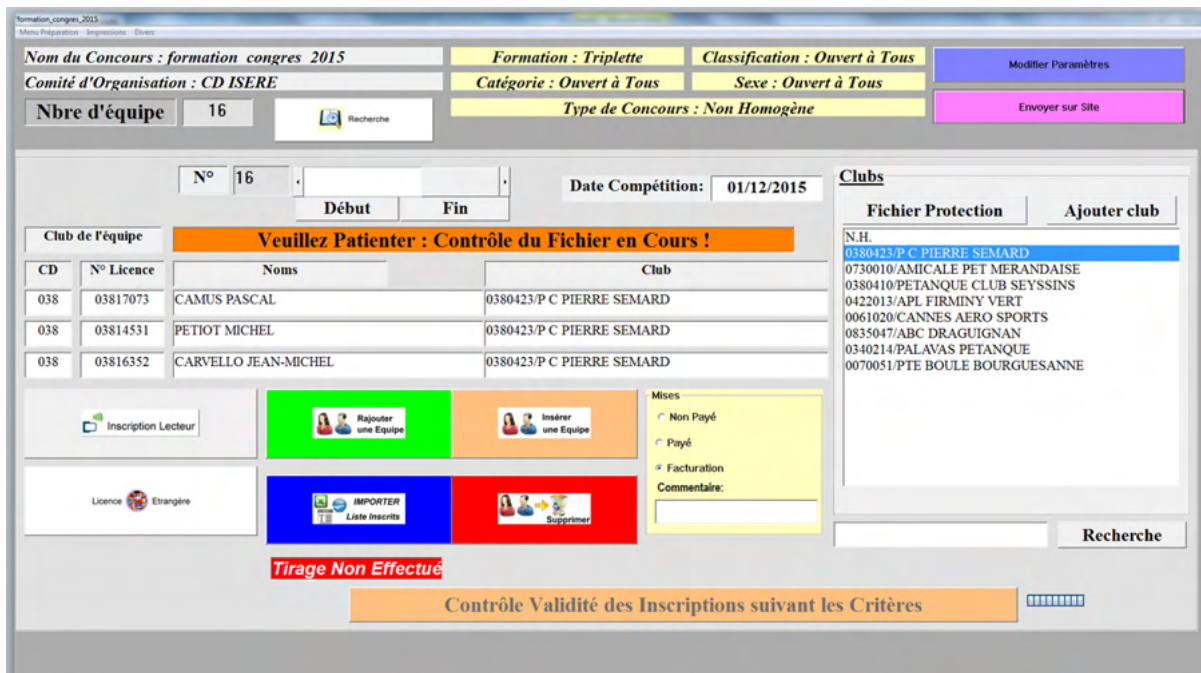 formation_congres_2015
Menu Préparation Impressions Divers
Nom du Concours : formation congres 2015
Formation : Triplette
Classification : Ouvert à Tous
Modifier Paramètres
Comité d'Organisation : CD ISERE
Catégorie : Ouvert à Tous
Sexe : Ouvert à Tous
Nbre d'équipe
16
Recherche
Type de Concours : Non Homogène
Envoyer sur Site
N°
16
Date Compétition:
01/12/2015
Début
Fin
Clubs
Fichier Protection
Ajouter club
Club de l'équipe
Veuillez Patienter : Contrôle du Fichier en Cours !
CD
N° Licence
Noms
Club
038
03817073
CAMUS PASCAL
0380423/P C PIERRE SEMARD
038
03814531
PETIOT MICHEL
0380423/P C PIERRE SEMARD
038
03816352
CARVELLO JEAN-MICHEL
0380423/P C PIERRE SEMARD
N.H.
0380423/P C PIERRE SEMARD
0730010/AMICALE PET MERANDAISE
0380410/PETANQUE CLUB SEYSSINS
0422013/APL FIRMINY VERT
0061020/CANNES AERO SPORTS
0835047/ABC DRAGUIGNAN
0340214/PALAVAS PETANQUE
0070051/PTE BOULE BOURGUESANNE
Inscription Lecteur
Rajouter
une Equipe
Insérer
une Equipe
Mises
Non Payé
Payé
Facturation
Commentaire:
Licence Etrangère
IMPORTER
Liste Inscrits
Supprimer
Recherche
Tirage Non Effectué
Contrôle Validité des Inscriptions suivant les Critères